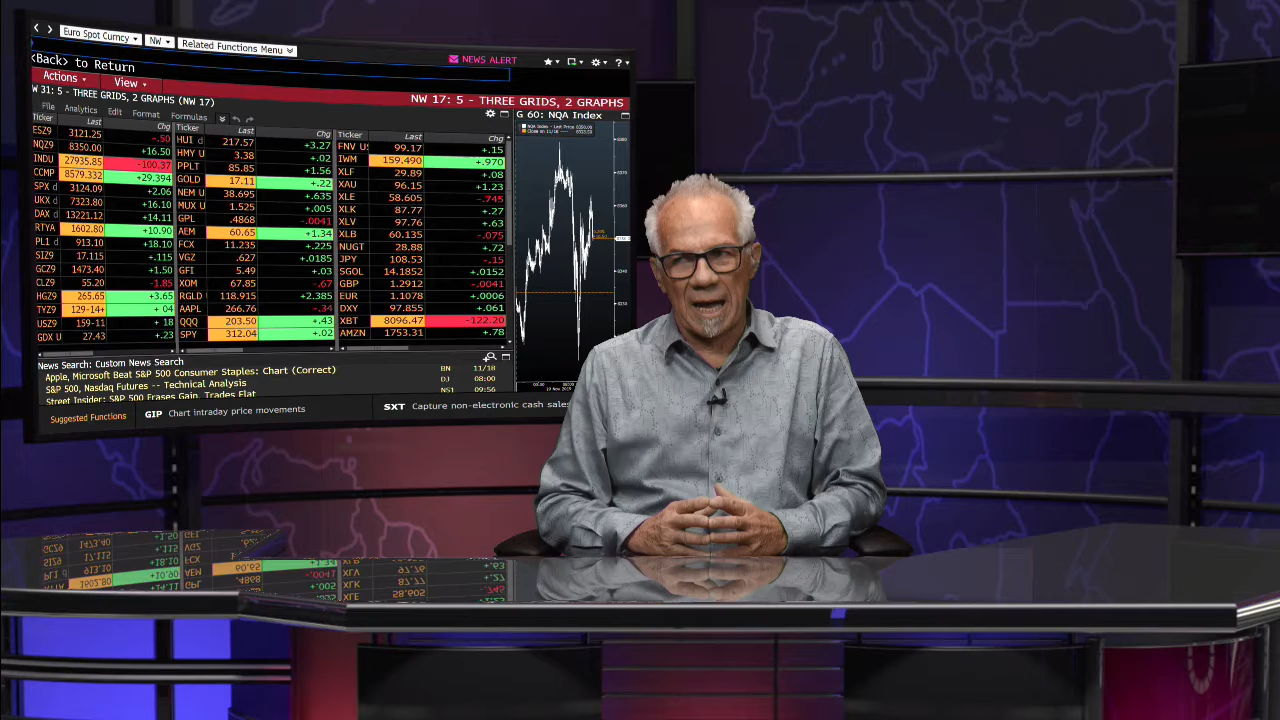 Euro Spot Curncy NW Related Functions Menu
NEWS ALERT
<Back> to Return
Actions View
NW 17: 5 - THREE GRIDS, 2 GRAPHS
W 31: 5 - THREE GRIDS, 2 GRAPHS (NW 17)
File Analytics Edit Format Formulas
G 60: NQA Index
Ticker Last Chg
ESZ9 3121.25 -.50
NQZ9 8350.00 +16.50
INDU 27935.85 -100.37
CCMP 8579.332 +29.394
SPX d 3124.09 +2.06
UKX d 7323.80 +16.10
DAX d 13221.12 +14.11
RTYA 1602.80 +10.90
PL1 d 913.10 +18.10
SIZ9 17.115 +.115
GCZ9 1473.40 +1.50
CLZ9 55.20 -1.85
HGZ9 265.65 +3.65
TYZ9 129-14+ + 04
USZ9 159-11 + 18
GDX U 27.43 +.23
Ticker Last Chg
HUI d 217.57 +3.27
HMY U 3.38 +.02
PPLT 85.85 +1.56
GOLD 17.11 +.22
NEM U 38.695 +.635
MUX U 1.525 +.005
GPL .4868 -.0041
AEM 60.65 +1.34
FCX 11.235 +.225
VGZ .627 +.0185
GFI 5.49 +.03
XOM 67.85 -.67
RGLD 118.915 +2.385
AAPL 266.76 -.34
QQQ 203.50 +.43
SPY 312.04 +.02
Ticker Last Chg
FNV US 99.17 +.15
IWM 159.490 +.970
XLF 29.89 +.08
XAU 96.15 +1.23
XLE 58.605 -.745
XLK 87.77 +.27
XLV 97.76 +.63
XLB 60.135 -.075
NUGT 28.88 +.72
JPY 108.53 -.15
SGOL 14.1852 +.0152
GBP 1.2912 -.0041
EUR 1.1078 +.0006
DXY 97.855 +.061
XBT 8096.47 -122.20
AMZN 1753.31 +.78
News Search: Custom News Search
Apple, Microsoft Beat S&P 500 Consumer Staples: Chart (Correct) BN 11/18
S&P 500, Nasdaq Futures -- Technical Analysis DJ 08:00
Street Insider: S&P 500 Erases Gain, Trades Flat NS1 09:56
Suggested Functions GIP Chart intraday price movements SXT Capture non-electronic cash sales